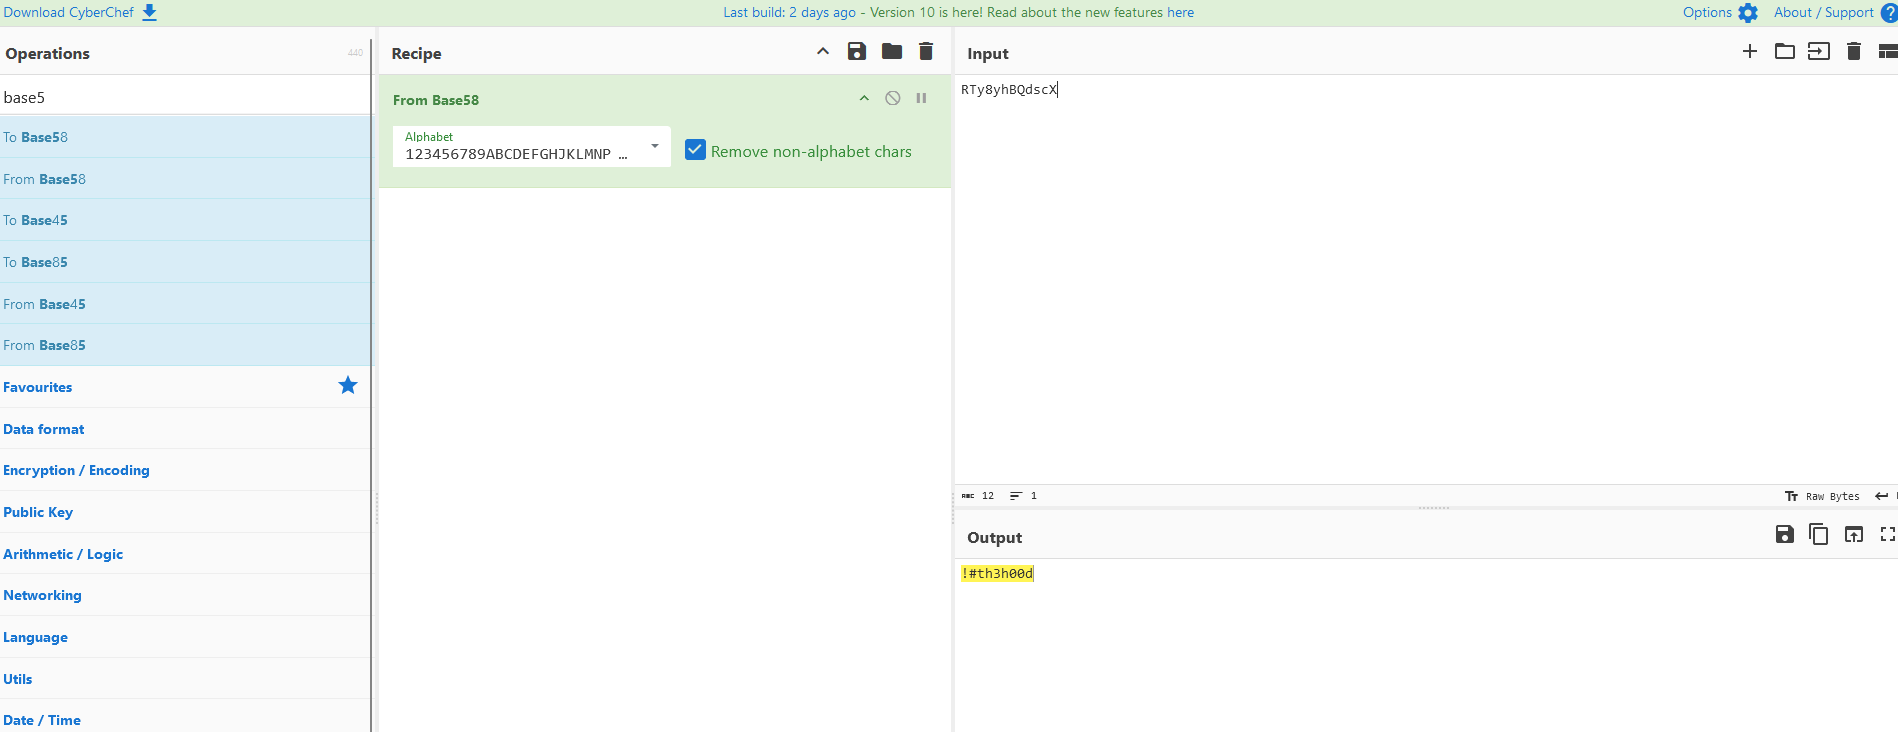 Download CyberChef
Last build: 2 days ago - Version 10 is here! Read about the new features here
Options
About / Support
Operations
440
base5
To Base58
From Base58
To Base45
To Base85
From Base45
From Base85
Favourites
Data format
Encryption / Encoding
Public Key
Arithmetic / Logic
Networking
Language
Utils
Date / Time
Recipe
From Base58
Alphabet
123456789ABCDEFGHJKLMNP …
Remove non-alphabet chars
Input
RTy8yhBQdscX
ABC 12 1
Tт Raw Bytes
Output
!#th3h00d